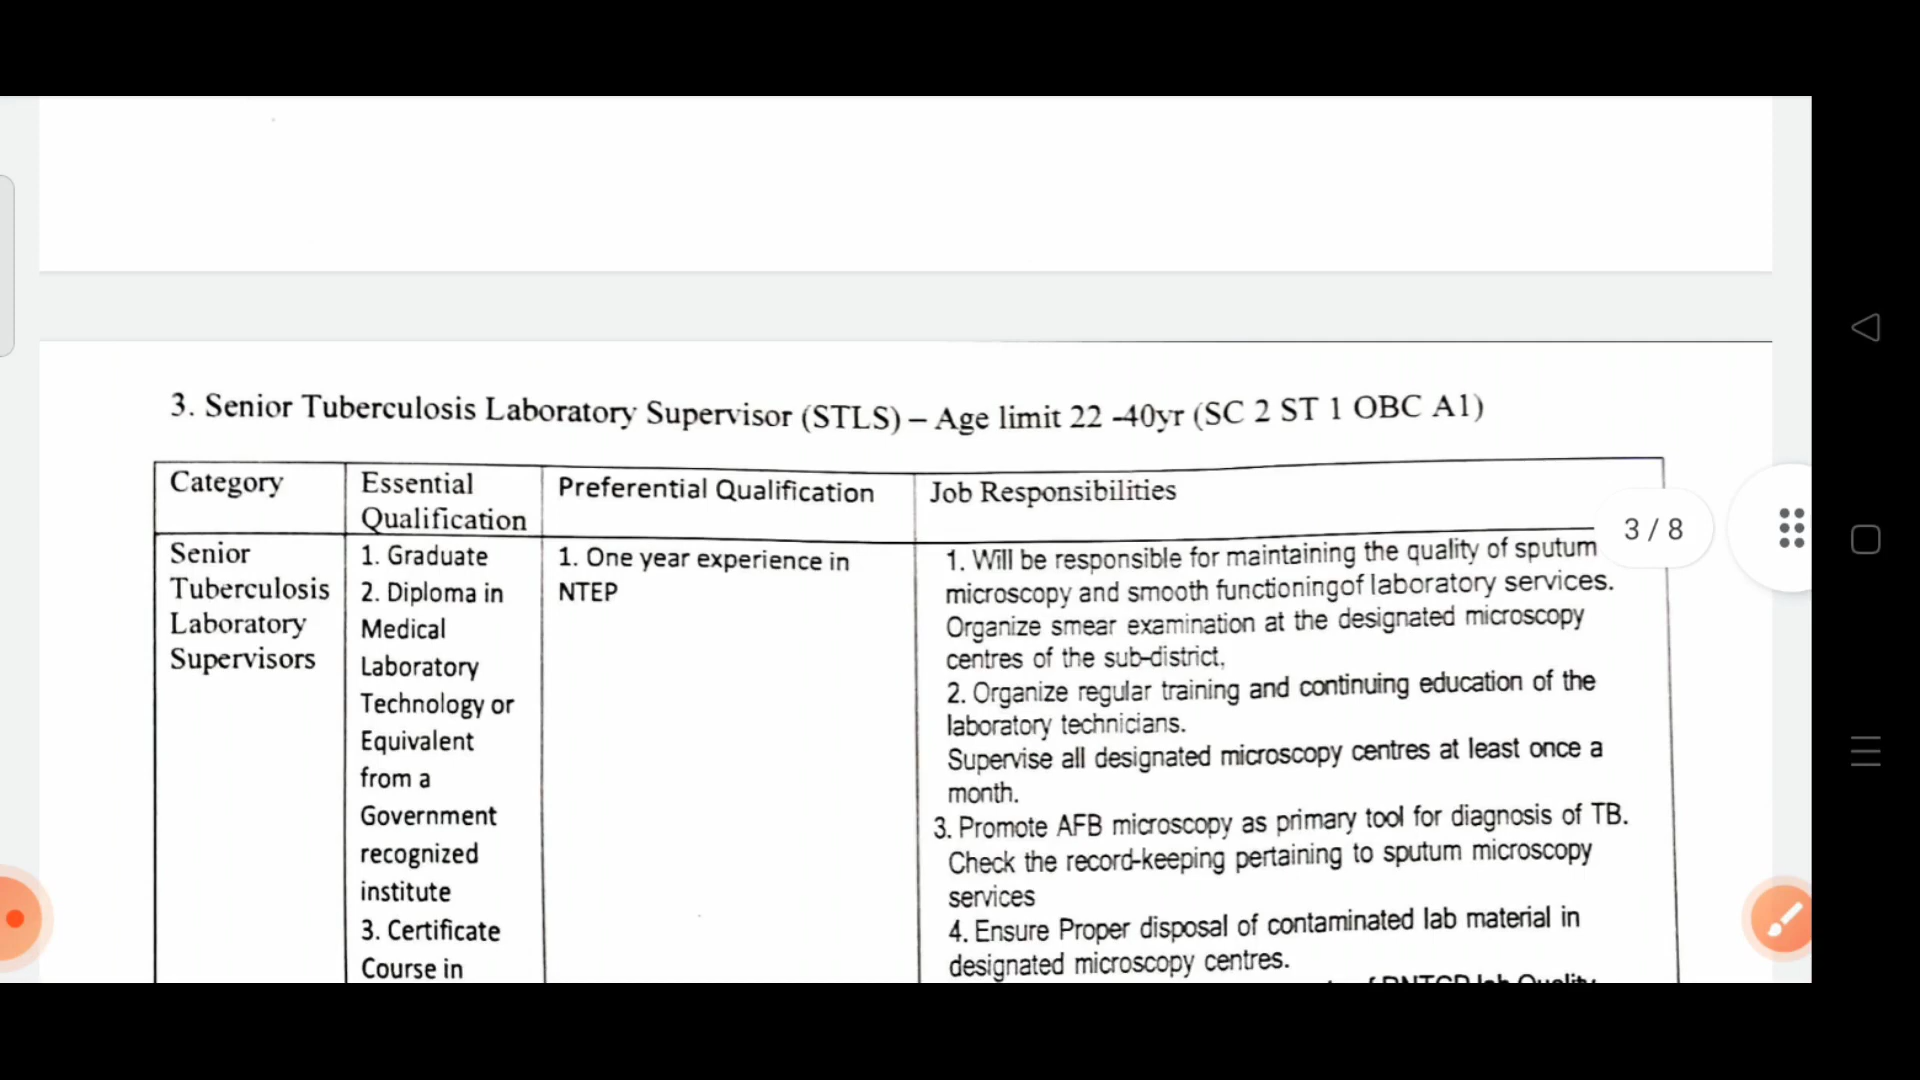 3. Senior Tuberculosis Laboratory Supervisor (STLS) – Age limit 22 -40yr (SC 2 ST 1 OBC A1)
Category
Essential
Qualification
Preferential Qualification
Job Responsibilities
Senior
Tuberculosis
Laboratory
Supervisors
1. Graduate
2. Diploma in
Medical
Laboratory
Technology or
Equivalent
from a
Government
recognized
institute
3. Certificate
Course in
1. One year experience in
NTEP
1. Will be responsible for maintaining the quality of sputum
microscopy and smooth functioningof laboratory services.
Organize smear examination at the designated microscopy
centres of the sub-district.
2. Organize regular training and continuing education of the
laboratory technicians.
Supervise all designated microscopy centres at least once a
month.
3. Promote AFB microscopy as primary tool for diagnosis of TB.
Check the record-keeping pertaining to sputum microscopy
services
4. Ensure Proper disposal of contaminated lab material in
designated microscopy centres.
RNTCP lab Quality
3 / 8